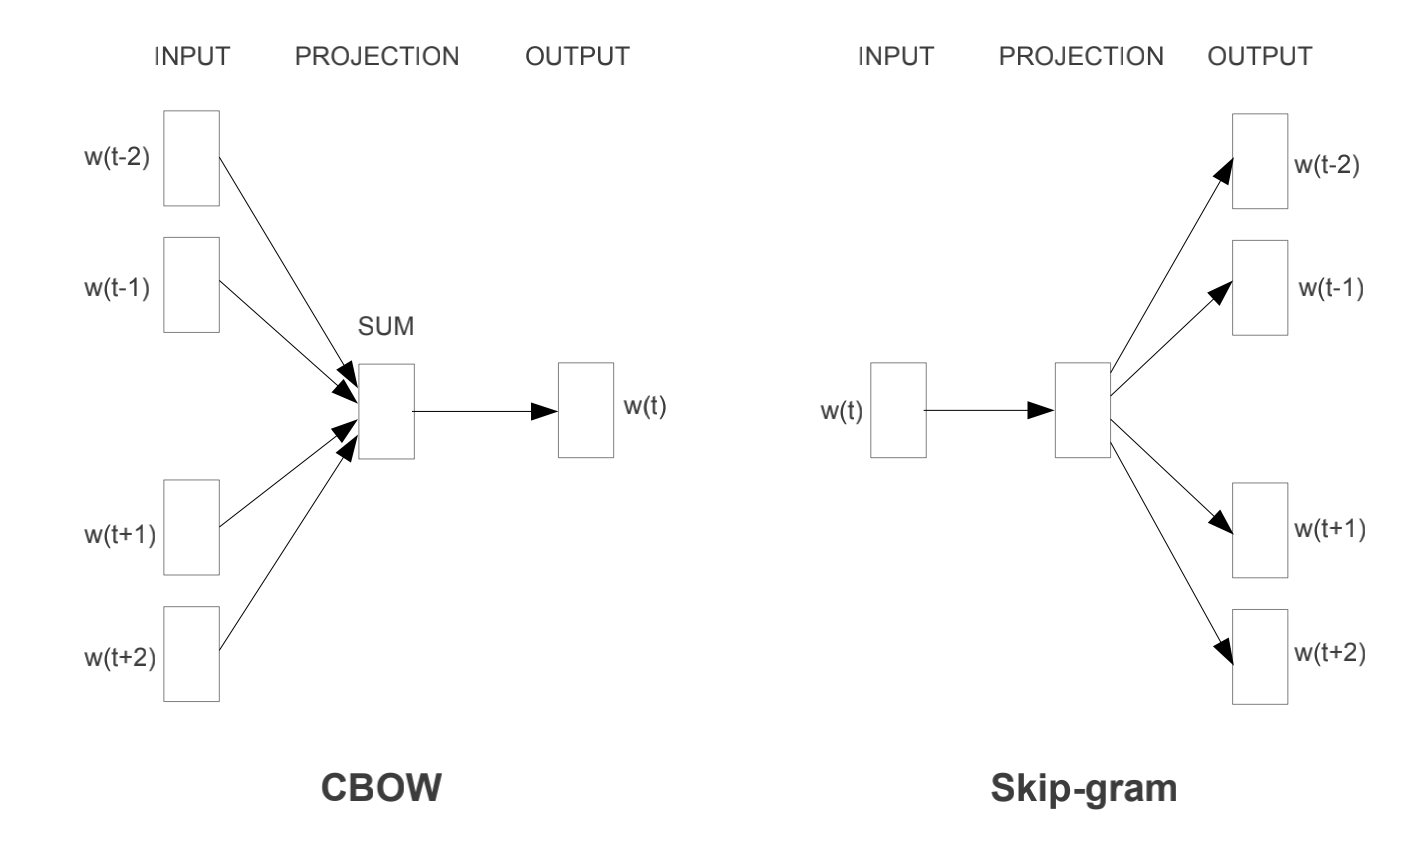 INPUT PROJECTION OUTPUT
w(t-2)
w(t-1)
SUM
w(t)
w(t+1)
w(t+2)
CBOW
INPUT PROJECTION OUTPUT
w(t-2)
w(t-1)
w(t)
w(t+1)
w(t+2)
Skip-gram